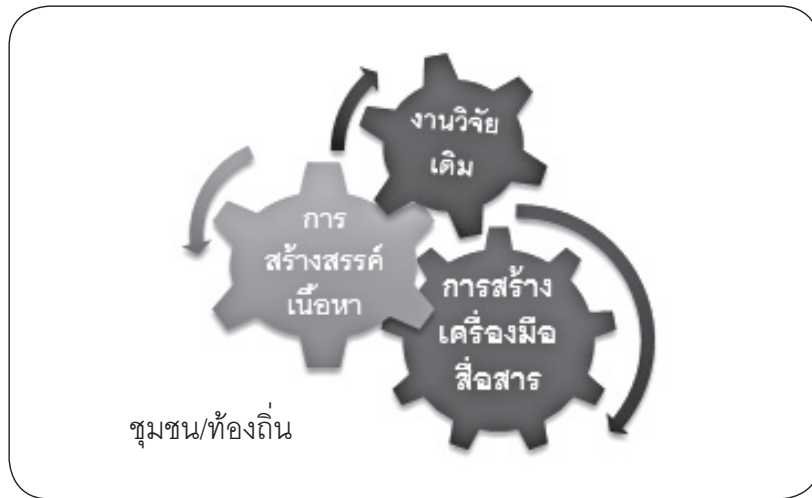 งานวิจัย
เดิม
การ
สร้างสรรค์
เนื้อหา
การสร้าง
เครื่องมือ
สื่อสาร
ชุมชน/ท้องถิ่น